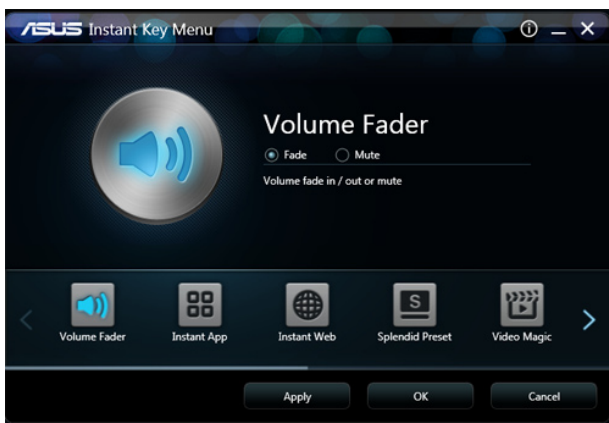 ASUS Instant Key Menu
Volume Fader
Fade Mute
Volume fade in / out or mute
S
Volume Fader Instant App Instant Web Splendid Preset Video Magic
Apply OK Cancel